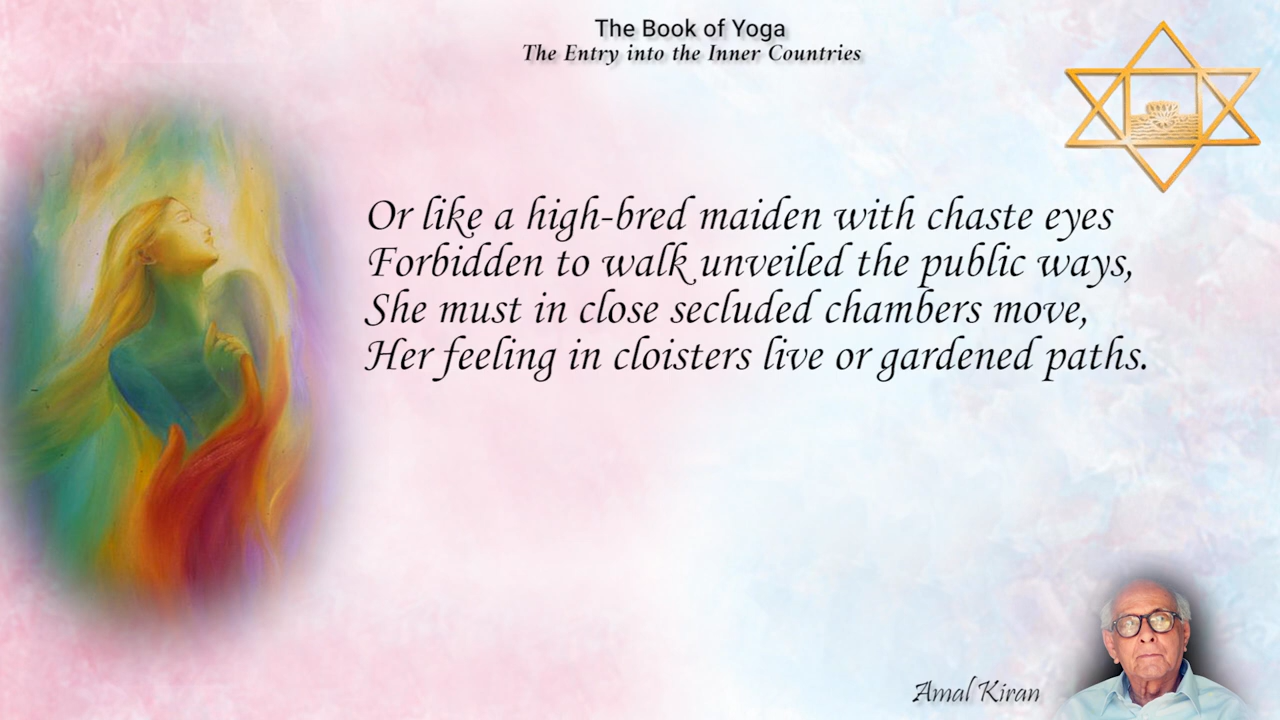 The Book of Yoga
The Entry into the Inner Countries
Or like a high-bred maiden with chaste eyes
Forbidden to walk unveiled the public ways,
She must in close secluded chambers move,
Her feeling in cloisters live or gardened paths.
Amal Kiran